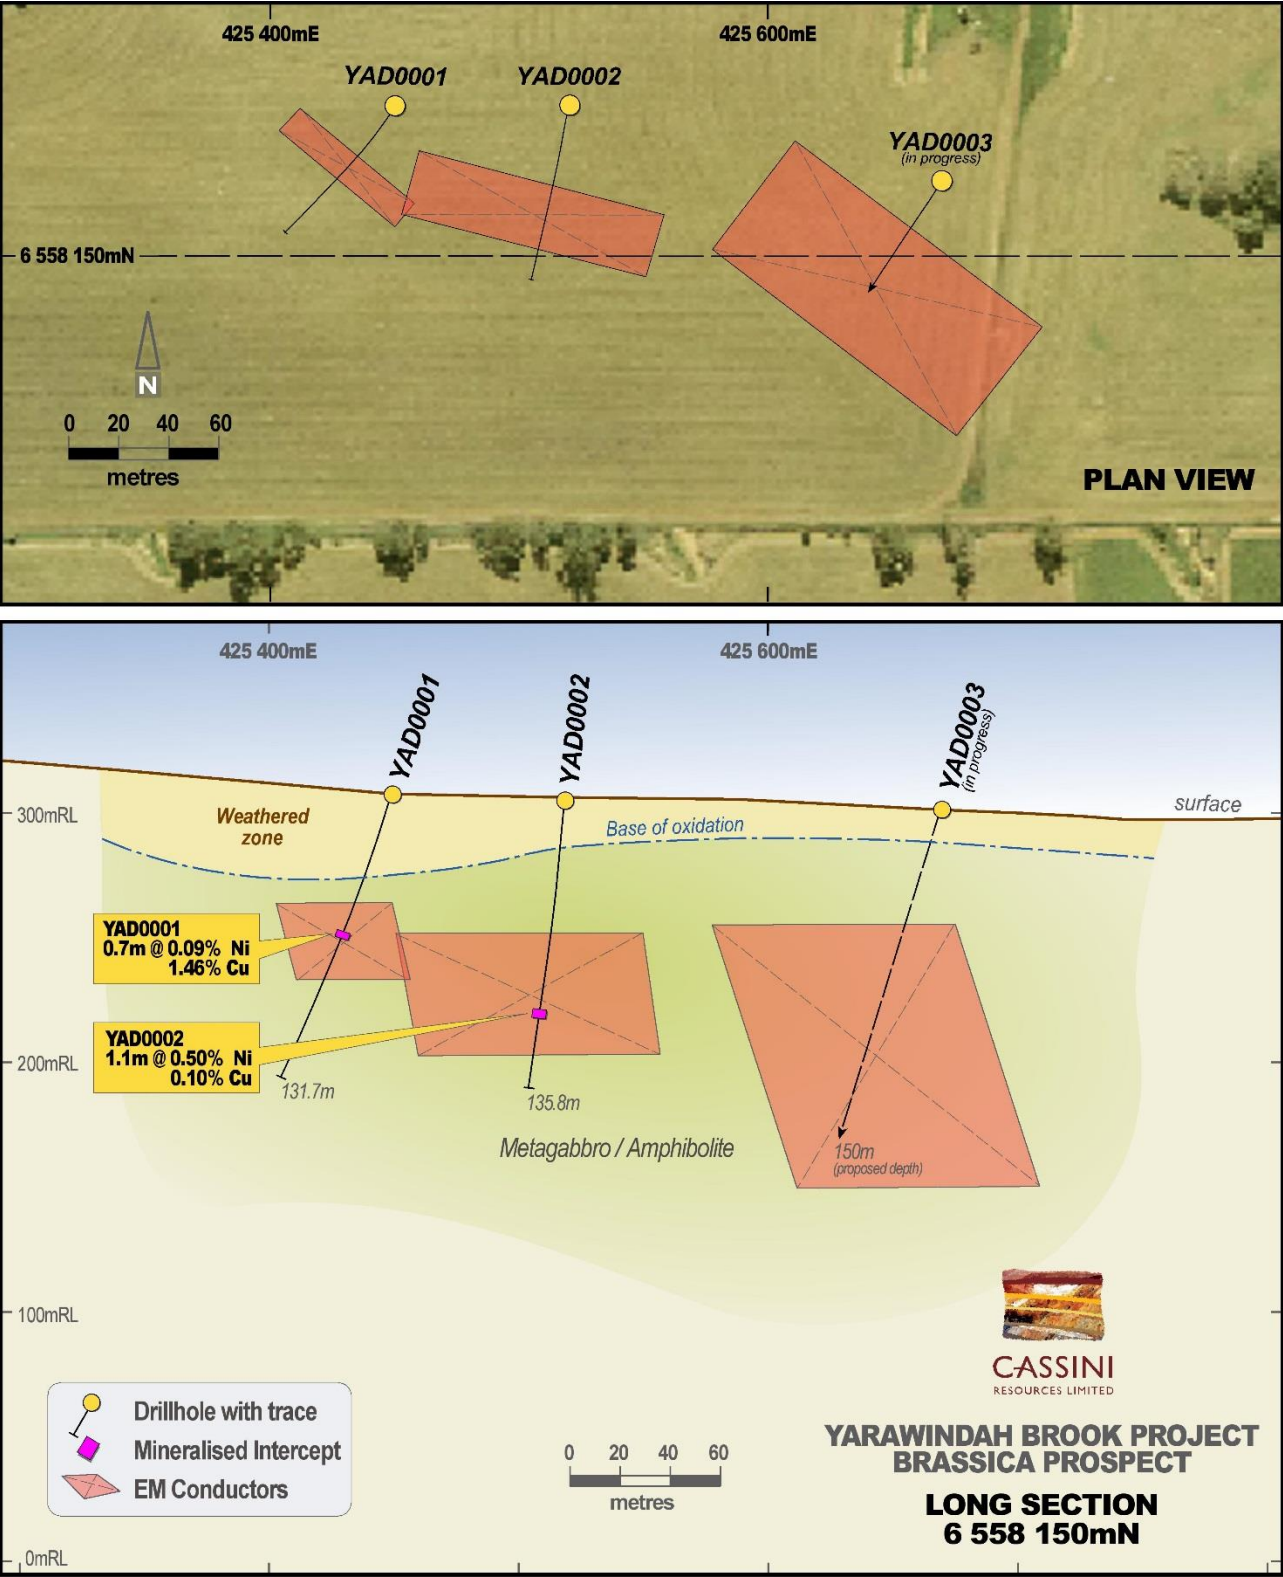 425 400mE
425 600mE
YAD0001
YAD0002
YAD0003
(in progress)
6 558 150mN
N
0 20 40 60
metres
PLAN VIEW
425 400mE
425 600mE
YAD0001
YAD0002
YAD0003
(in progress)
300mRL
Weathered
zone
Base of oxidation
surface
YAD0001
0.7m @ 0.09% Ni
1.46% Cu
YAD0002
1.1m @ 0.50% Ni
0.10% Cu
200mRL
131.7m
135.8m
Metagabbro / Amphibolite
150m
(proposed depth)
100mRL
CASSINI
RESOURCES LIMITED
Drillhole with trace
Mineralised Intercept
EM Conductors
0 20 40 60
metres
YARAWINDAH BROOK PROJECT
BRASSICA PROSPECT
LONG SECTION
6 558 150mN
0mRL